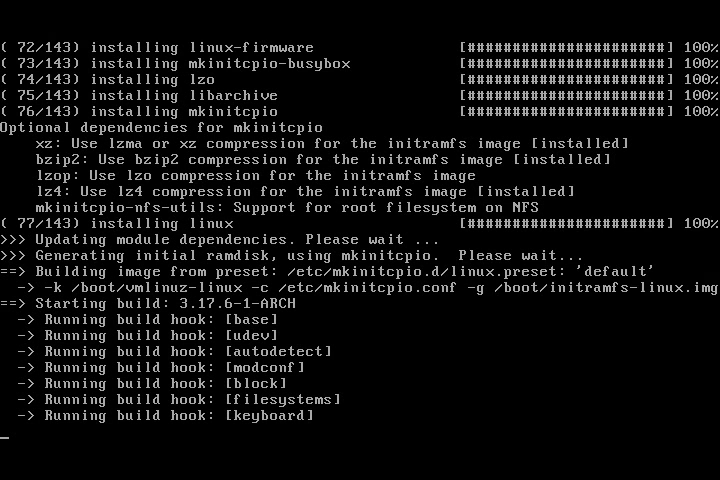 ( 72/143) installing linux-firmware [######################] 100%
( 73/143) installing mkinitcpio-busybox [######################] 100%
( 74/143) installing lzo [######################] 100%
( 75/143) installing libarchive [######################] 100%
( 76/143) installing mkinitcpio [######################] 100%
Optional dependencies for mkinitcpio
    xz: Use lzma or xz compression for the initramfs image [installed]
    bzip2: Use bzip2 compression for the initramfs image [installed]
    lzop: Use lzo compression for the initramfs image
    lz4: Use lz4 compression for the initramfs image [installed]
    mkinitcpio-nfs-utils: Support for root filesystem on NFS
( 77/143) installing linux [######################] 100%
>>> Updating module dependencies. Please wait ...
>>> Generating initial ramdisk, using mkinitcpio.  Please wait...
==> Building image from preset: /etc/mkinitcpio.d/linux.preset: 'default'
  -> -k /boot/vmlinuz-linux -c /etc/mkinitcpio.conf -g /boot/initramfs-linux.img
==> Starting build: 3.17.6-1-ARCH
  -> Running build hook: [base]
  -> Running build hook: [udev]
  -> Running build hook: [autodetect]
  -> Running build hook: [modconf]
  -> Running build hook: [block]
  -> Running build hook: [filesystems]
  -> Running build hook: [keyboard]